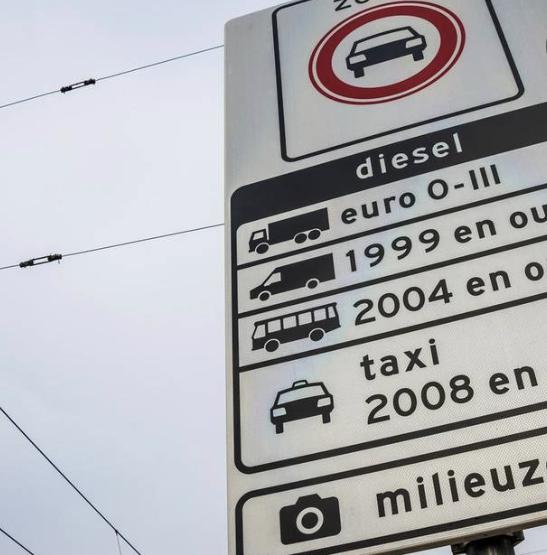 diesel
euro 0-III
1999 en ou
2004 en o
taxi
2008 en
milieuz